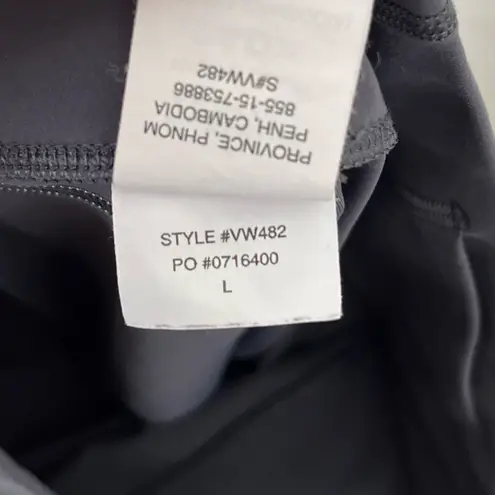 PROVINCE, PHNOM
PENH, CAMBODIA
855-15-753886
S#VW482
STYLE #VW482
PO #0716400
L